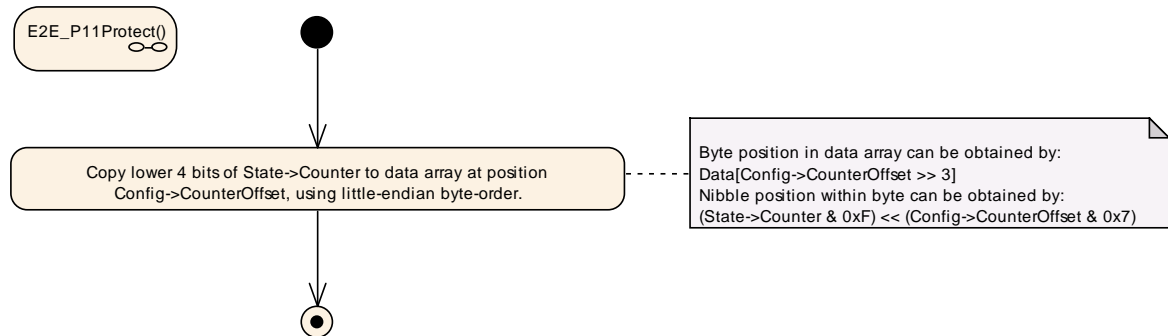 E2E_P11Protect()
Copy lower 4 bits of State->Counter to data array at position
Config->CounterOffset, using little-endian byte-order.
Byte position in data array can be obtained by:
Data[Config->CounterOffset >> 3]
Nibble position within byte can be obtained by:
(State->Counter & 0xF) << (Config->CounterOffset & 0x7)